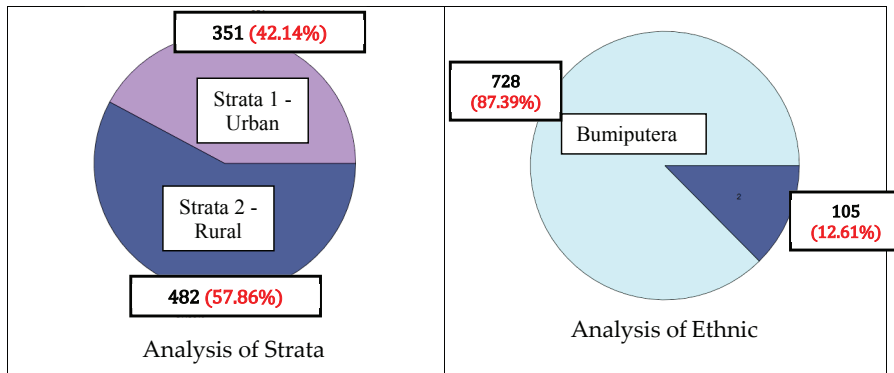 351 (42.14%)
Strata 1 -
Urban
Strata 2 -
Rural
482 (57.86%)
Analysis of Strata
728
(87.39%)
Bumiputera
2
105
(12.61%)
Analysis of Ethnic